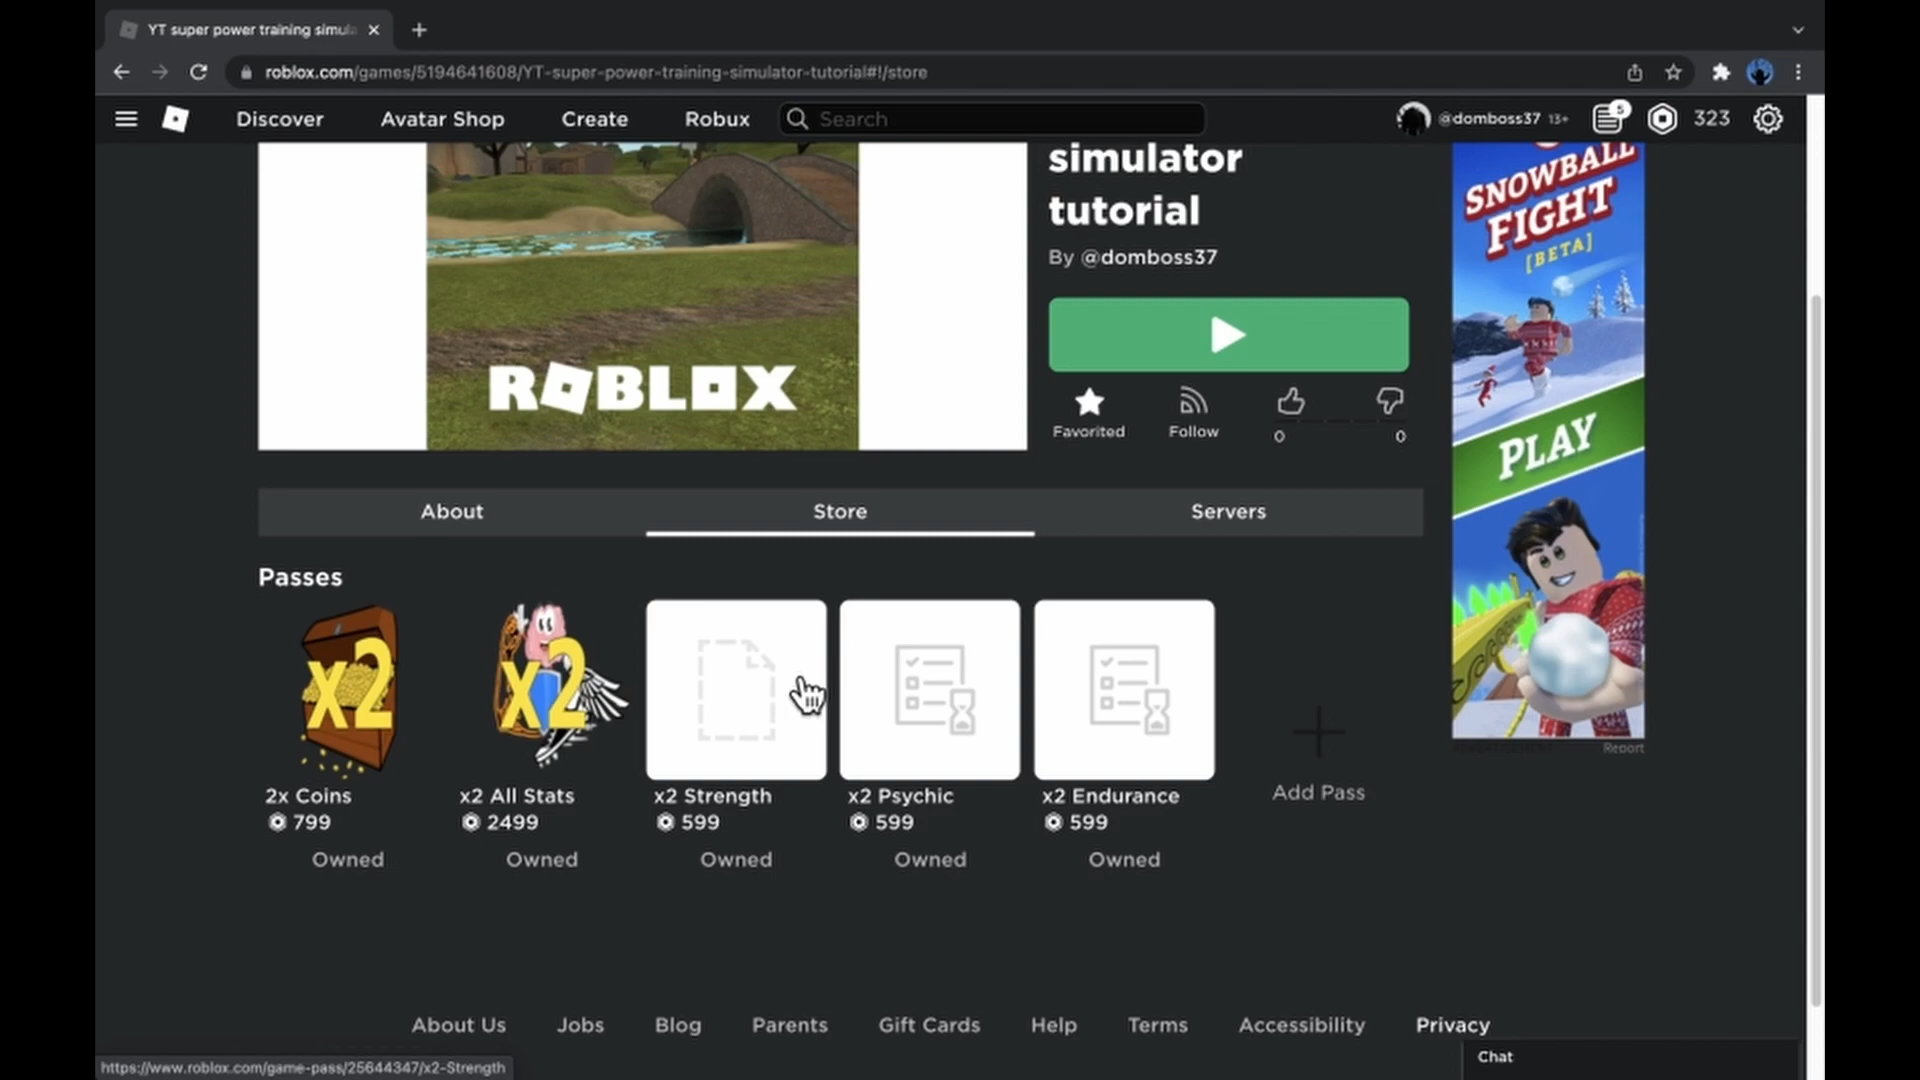 YT super power training simula
roblox.com/games/5194641608/YT-super-power-training-simulator-tutorial#!/store
Discover
Avatar Shop
Create
Robux
Search
@domboss37 13+
5
323
simulator
tutorial
By @domboss37
ROBLOX
Favorited
Follow
0
0
SNOWBALL
FIGHT
[BETA]
PLAY
ADVERTISEMENT
Report
About
Store
Servers
Passes
x2
x2
2x Coins
799
Owned
x2 All Stats
2499
Owned
x2 Strength
599
Owned
x2 Psychic
599
Owned
x2 Endurance
599
Owned
Add Pass
About Us
Jobs
Blog
Parents
Gift Cards
Help
Terms
Accessibility
Privacy
https://www.roblox.com/game-pass/25644347/x2-Strength
Chat